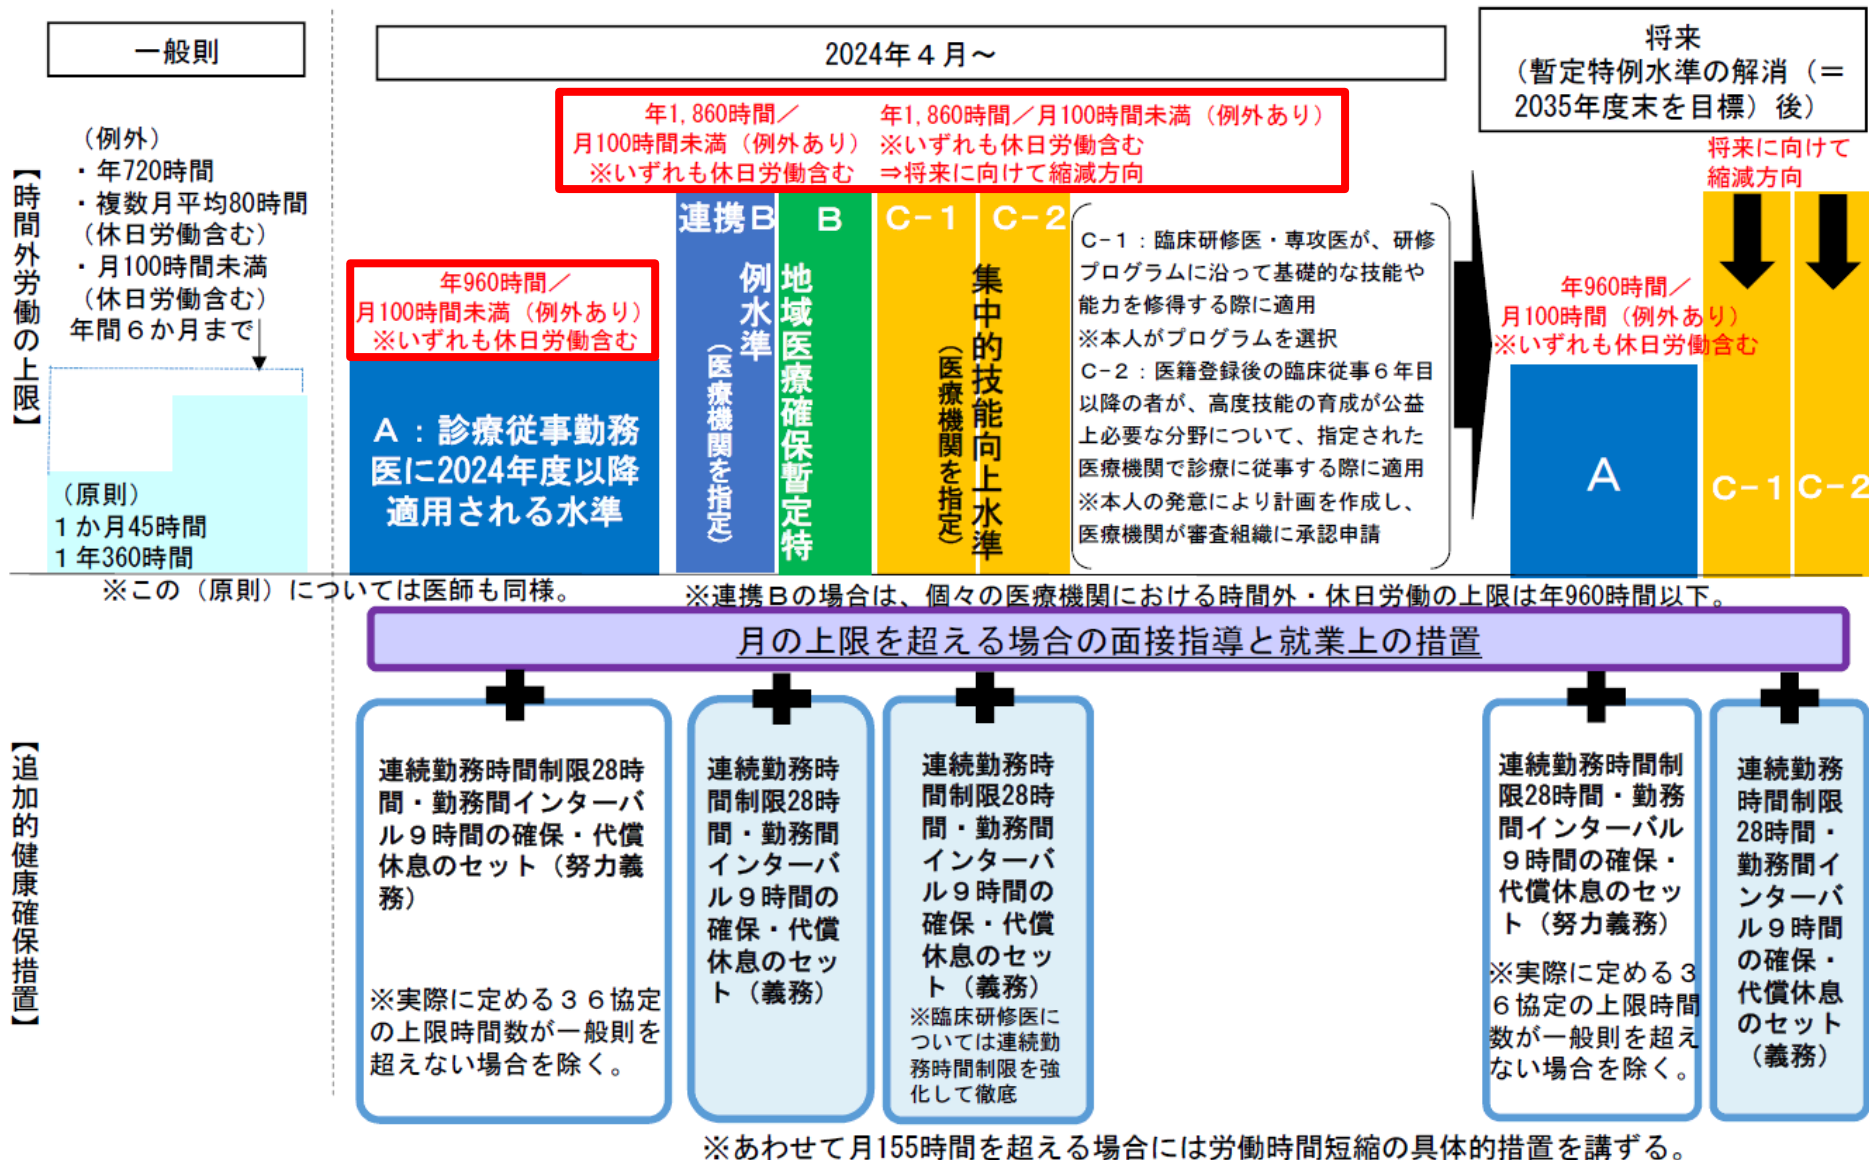 一般則
2024年４月～
将来
（暫定特例水準の解消（＝
2035年度末を目標）後）
【時間外労働の上限】
（例外）
・年720時間
・複数月平均80時間
（休日労働含む）
・月100時間未満
（休日労働含む）
年間６か月まで
（原則）
１か月45時間
１年360時間
※この（原則）については医師も同様。
年960時間／
月100時間未満（例外あり）
※いずれも休日労働含む
Ａ：診療従事勤務
医に2024年度以降
適用される水準
年1,860時間／
月100時間未満（例外あり）
※いずれも休日労働含む
年1,860時間／月100時間未満（例外あり）
※いずれも休日労働含む
⇒将来に向けて縮減方向
連携Ｂ
Ｂ
地域医療確保暫定特
例水準
（医療機関を指定）
Ｃ－１
Ｃ－２
集中的技能向上水準
（医療機関を指定）
Ｃ－１：臨床研修医・専攻医が、研修
プログラムに沿って基礎的な技能や
能力を修得する際に適用
※本人がプログラムを選択
Ｃ－２：医籍登録後の臨床従事６年目
以降の者が、高度技能の育成が公益
上必要な分野について、指定された
医療機関で診療に従事する際に適用
※本人の発意により計画を作成し、
医療機関が審査組織に承認申請
将来に向けて
縮減方向
年960時間／
月100時間（例外あり）
※いずれも休日労働含む
Ａ
Ｃ－１
Ｃ－２
※連携Ｂの場合は、個々の医療機関における時間外・休日労働の上限は年960時間以下。
月の上限を超える場合の面接指導と就業上の措置
【追加的健康確保措置】
連続勤務時間制限28時
間・勤務間インターバ
ル９時間の確保・代償
休息のセット（努力義
務）
※実際に定める３６協定
の上限時間数が一般則を
超えない場合を除く。
連続勤務時
間制限28時
間・勤務間
インターバ
ル９時間の
確保・代償
休息のセッ
ト（義務）
連続勤務時
間制限28時
間・勤務間
インターバ
ル９時間の
確保・代償
休息のセッ
ト（義務）
※臨床研修医に
ついては連続勤
務時間制限を強
化して徹底
連続勤務時間制
限28時間・勤務
間インターバル
９時間の確保・
代償休息のセッ
ト（努力義務）
※実際に定める３
６協定の上限時間
数が一般則を超え
ない場合を除く。
連続勤務
時間制限
28時間・
勤務間イ
ンターバ
ル９時間
の確保・
代償休息
のセット
（義務）
※あわせて月155時間を超える場合には労働時間短縮の具体的措置を講ずる。